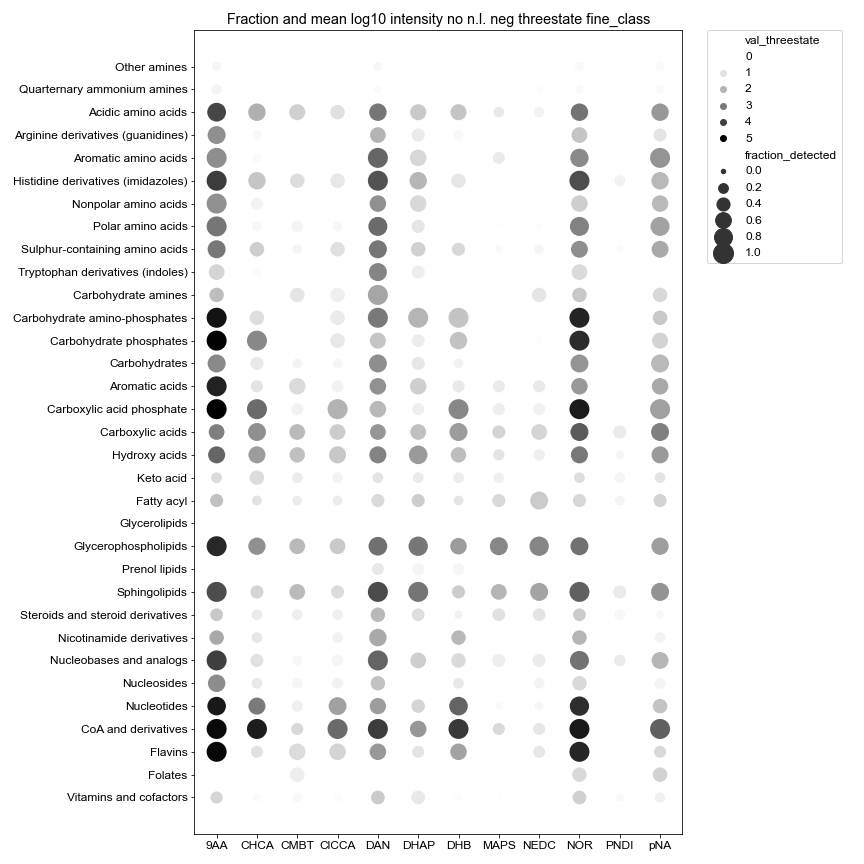 Fraction and mean log10 intensity no n.l. neg threestate fine_class
Other amines
Quarternary ammonium amines
Acidic amino acids
Arginine derivatives (guanidines)
Aromatic amino acids
Histidine derivatives (imidazoles)
Nonpolar amino acids
Polar amino acids
Sulphur-containing amino acids
Tryptophan derivatives (indoles)
Carbohydrate amines
Carbohydrate amino-phosphates
Carbohydrate phosphates
Carbohydrates
Aromatic acids
Carboxylic acid phosphate
Carboxylic acids
Hydroxy acids
Keto acid
Fatty acyl
Glycerolipids
Glycerophospholipids
Prenol lipids
Sphingolipids
Steroids and steroid derivatives
Nicotinamide derivatives
Nucleobases and analogs
Nucleosides
Nucleotides
CoA and derivatives
Flavins
Folates
Vitamins and cofactors
9AA CHCA CMBT ClCCA DAN DHAP DHB MAPS NEDC NOR PNDI pNA
val_threestate
0
1
2
3
4
5
fraction_detected
0.0
0.2
0.4
0.6
0.8
1.0